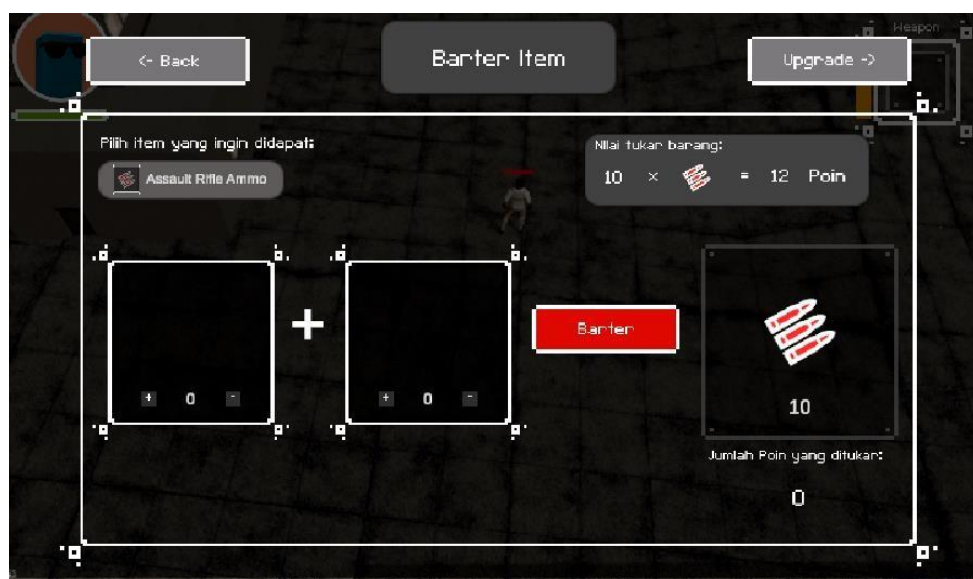 Weapon
<- Back
Barter Item
Upgrade ->
Pilih item yang ingin didapat:
Assault Rifle Ammo
Nilai tukar barang:
10 × = 12 Poin
+
Barter
+ 0 -
+ 0 -
10
Jumlah Poin yang ditukar:
0